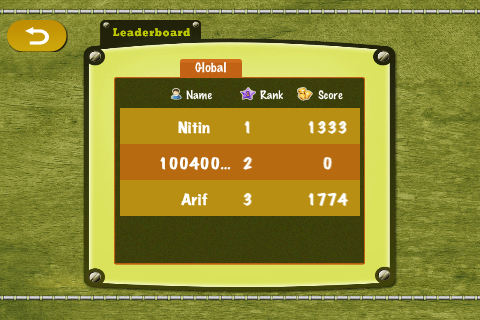 Leaderboard
Global
Name Rank Score
Nitin 1 1333
100400... 2 0
Arif 3 1774